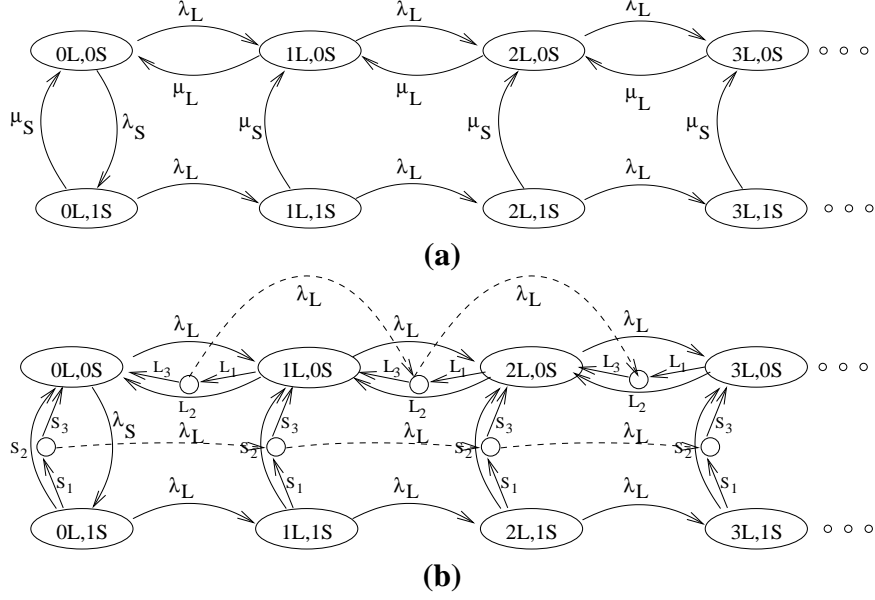 λL λL λL
0L,0S 1L,0S 2L,0S 3L,0S
μL μL μL
μS λS μS μS μS
λL λL λL
0L,1S 1L,1S 2L,1S 3L,1S
(a)
λL λL
λL λL λL
0L,0S 1L,0S 2L,0S 3L,0S
L3 L1 L3 L1 L3 L1
L2 L2 L2
S2 S3 λS λL S2 S3 λL S2 S3 λL S2 S3
S1 S1 S1 S1
λL λL λL
0L,1S 1L,1S 2L,1S 3L,1S
(b)